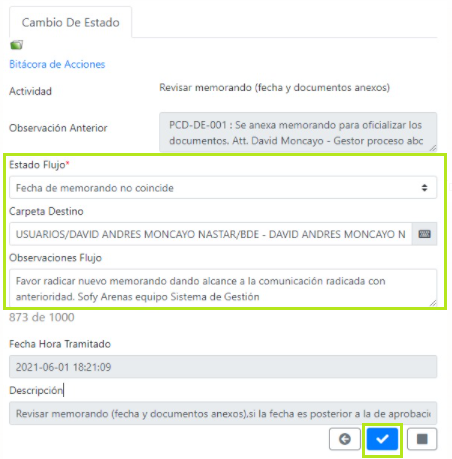 Cambio De Estado
Bitácora de Acciones
Actividad
Revisar memorando (fecha y documentos anexos)
Observación Anterior
PCD-DE-001 : Se anexa memorando para oficializar los
documentos. Att. David Moncayo - Gestor proceso abc
Estado Flujo*
Fecha de memorando no coincide
Carpeta Destino
USUARIOS/DAVID ANDRES MONCAYO NASTAR/BDE - DAVID ANDRES MONCAYO N
Observaciones Flujo
Favor radicar nuevo memorando dando alcance a la comunicación radicada con
anterioridad. Sofy Arenas equipo Sistema de Gestión
873 de 1000
Fecha Hora Tramitado
2021-06-01 18:21:09
Descripción
Revisar memorando (fecha y documentos anexos),si la fecha es posterior a la de aprobació